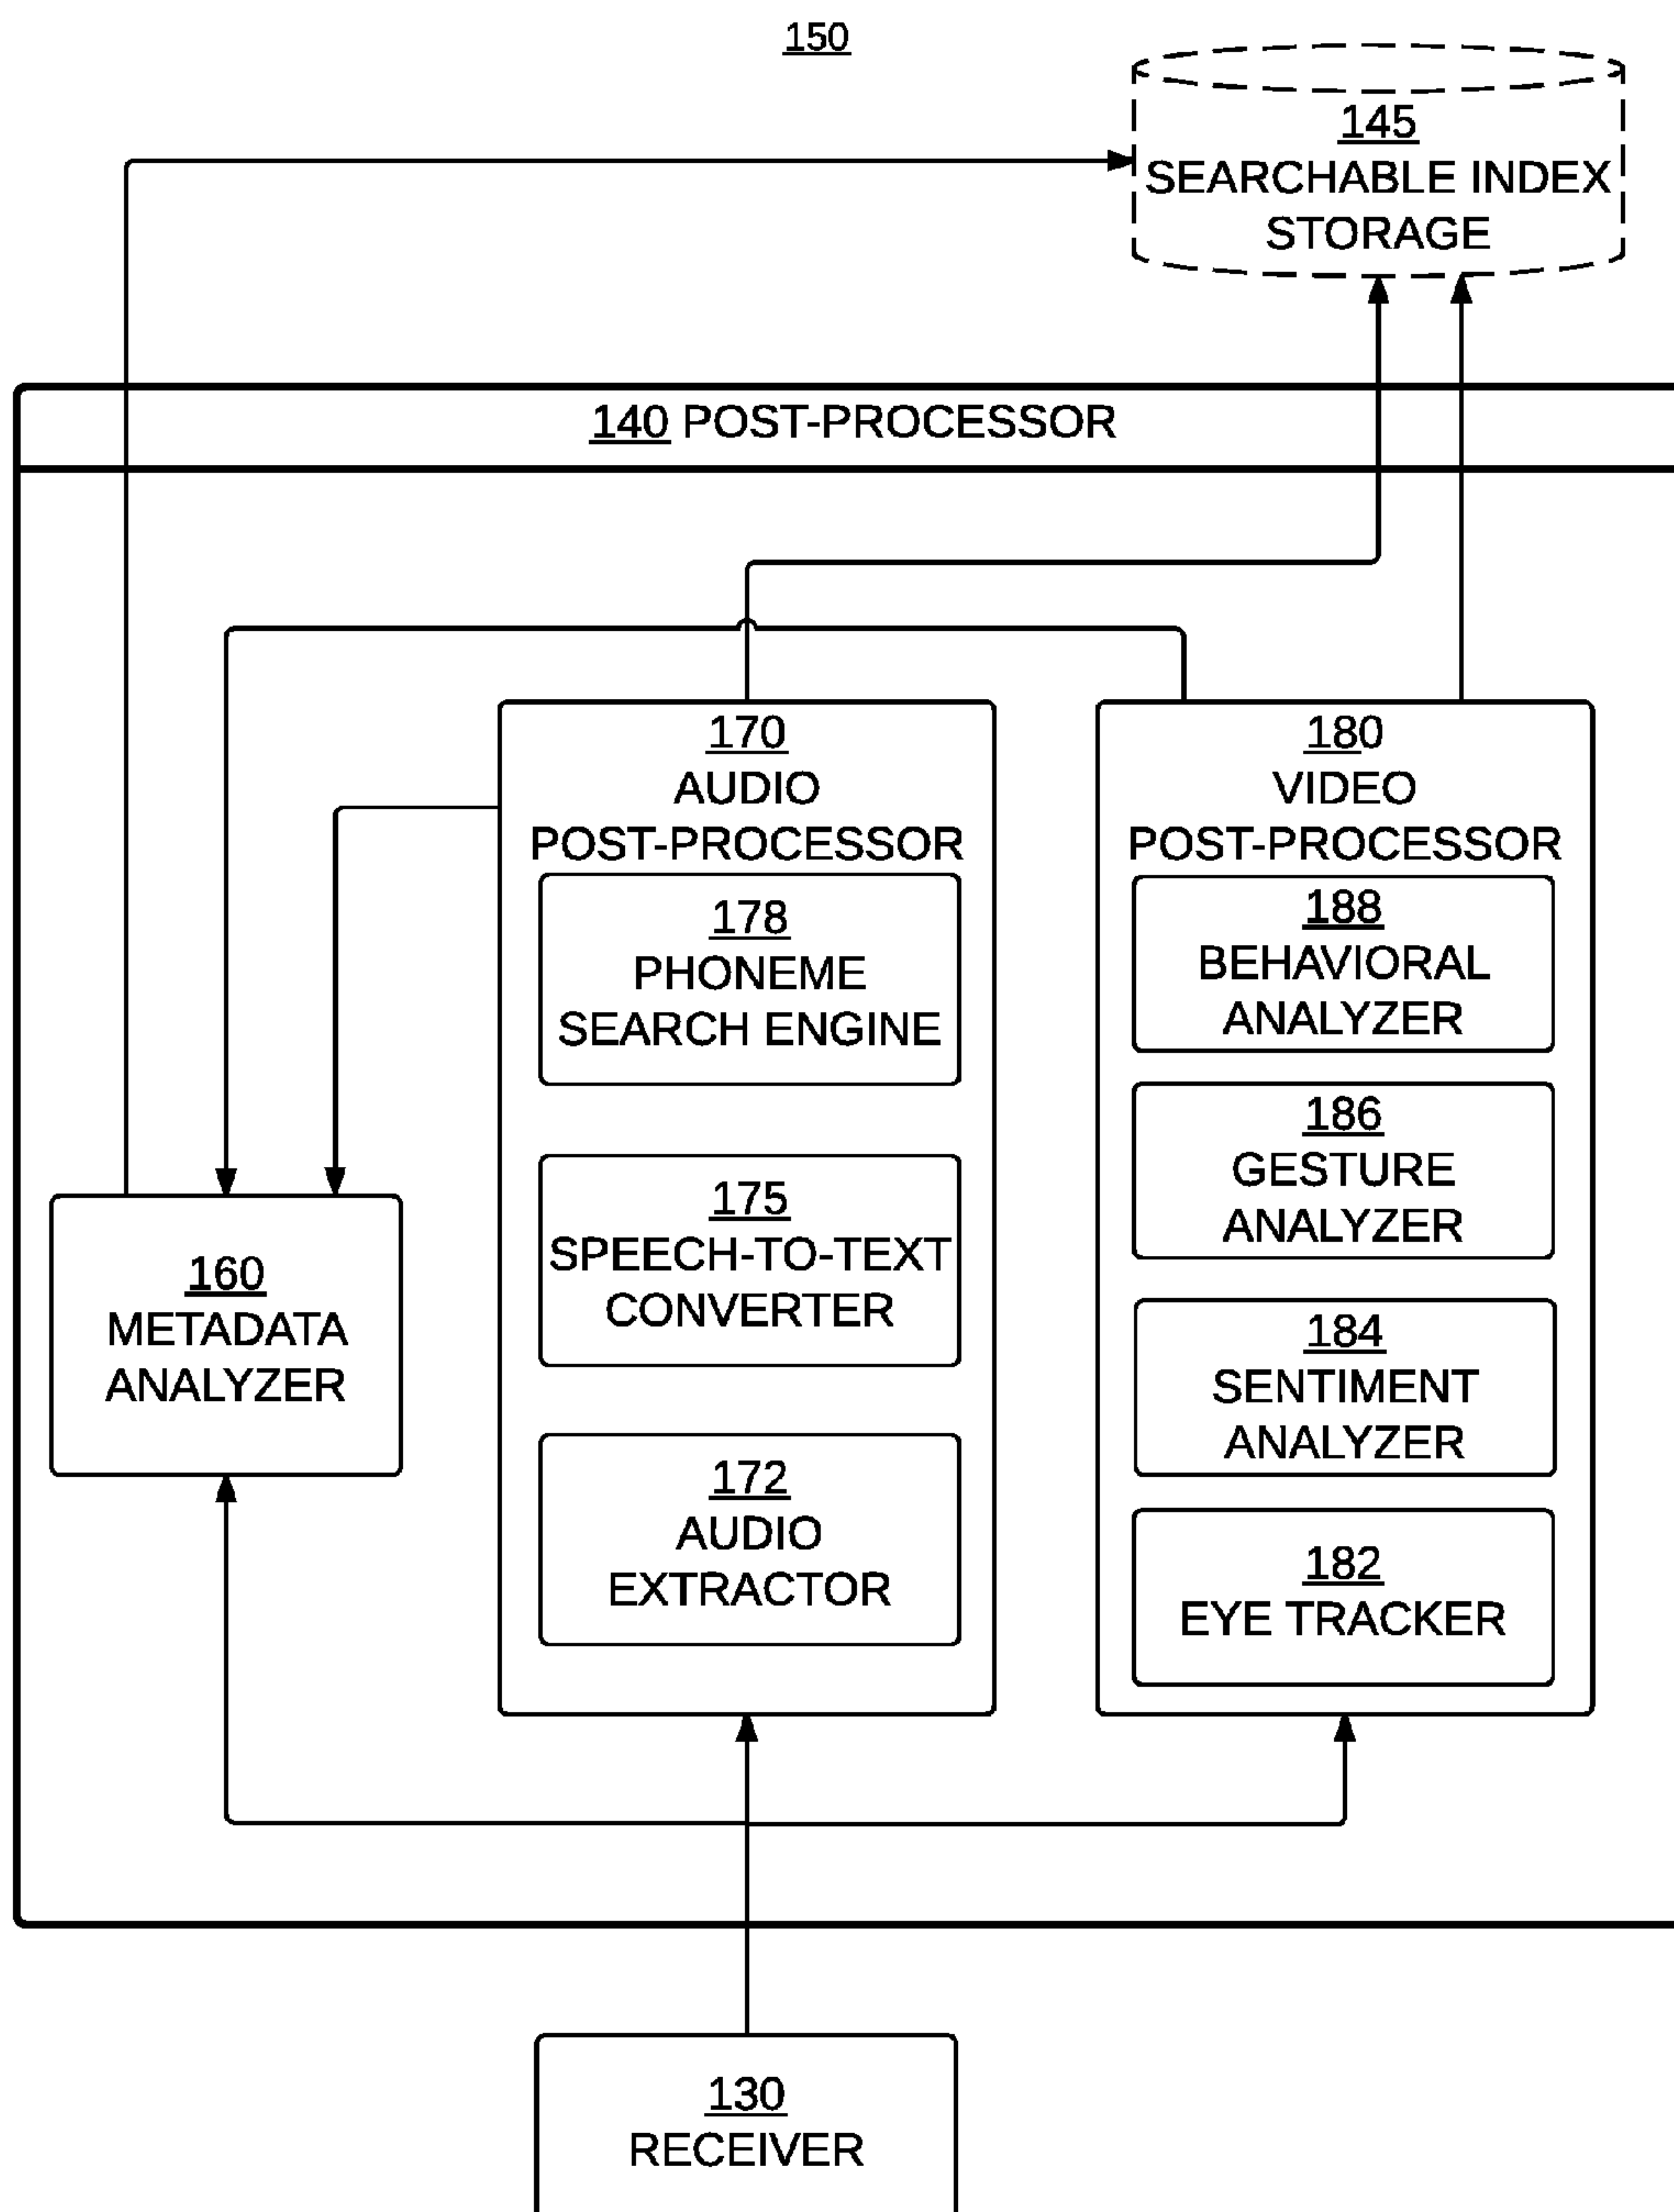 150
145
SEARCHABLE INDEX
STORAGE
140 POST-PROCESSOR
170
AUDIO
POST-PROCESSOR
178
PHONEME
SEARCH ENGINE
175
SPEECH-TO-TEXT
CONVERTER
172
AUDIO
EXTRACTOR
180
VIDEO
POST-PROCESSOR
188
BEHAVIORAL
ANALYZER
186
GESTURE
ANALYZER
184
SENTIMENT
ANALYZER
182
EYE TRACKER
160
METADATA
ANALYZER
130
RECEIVER